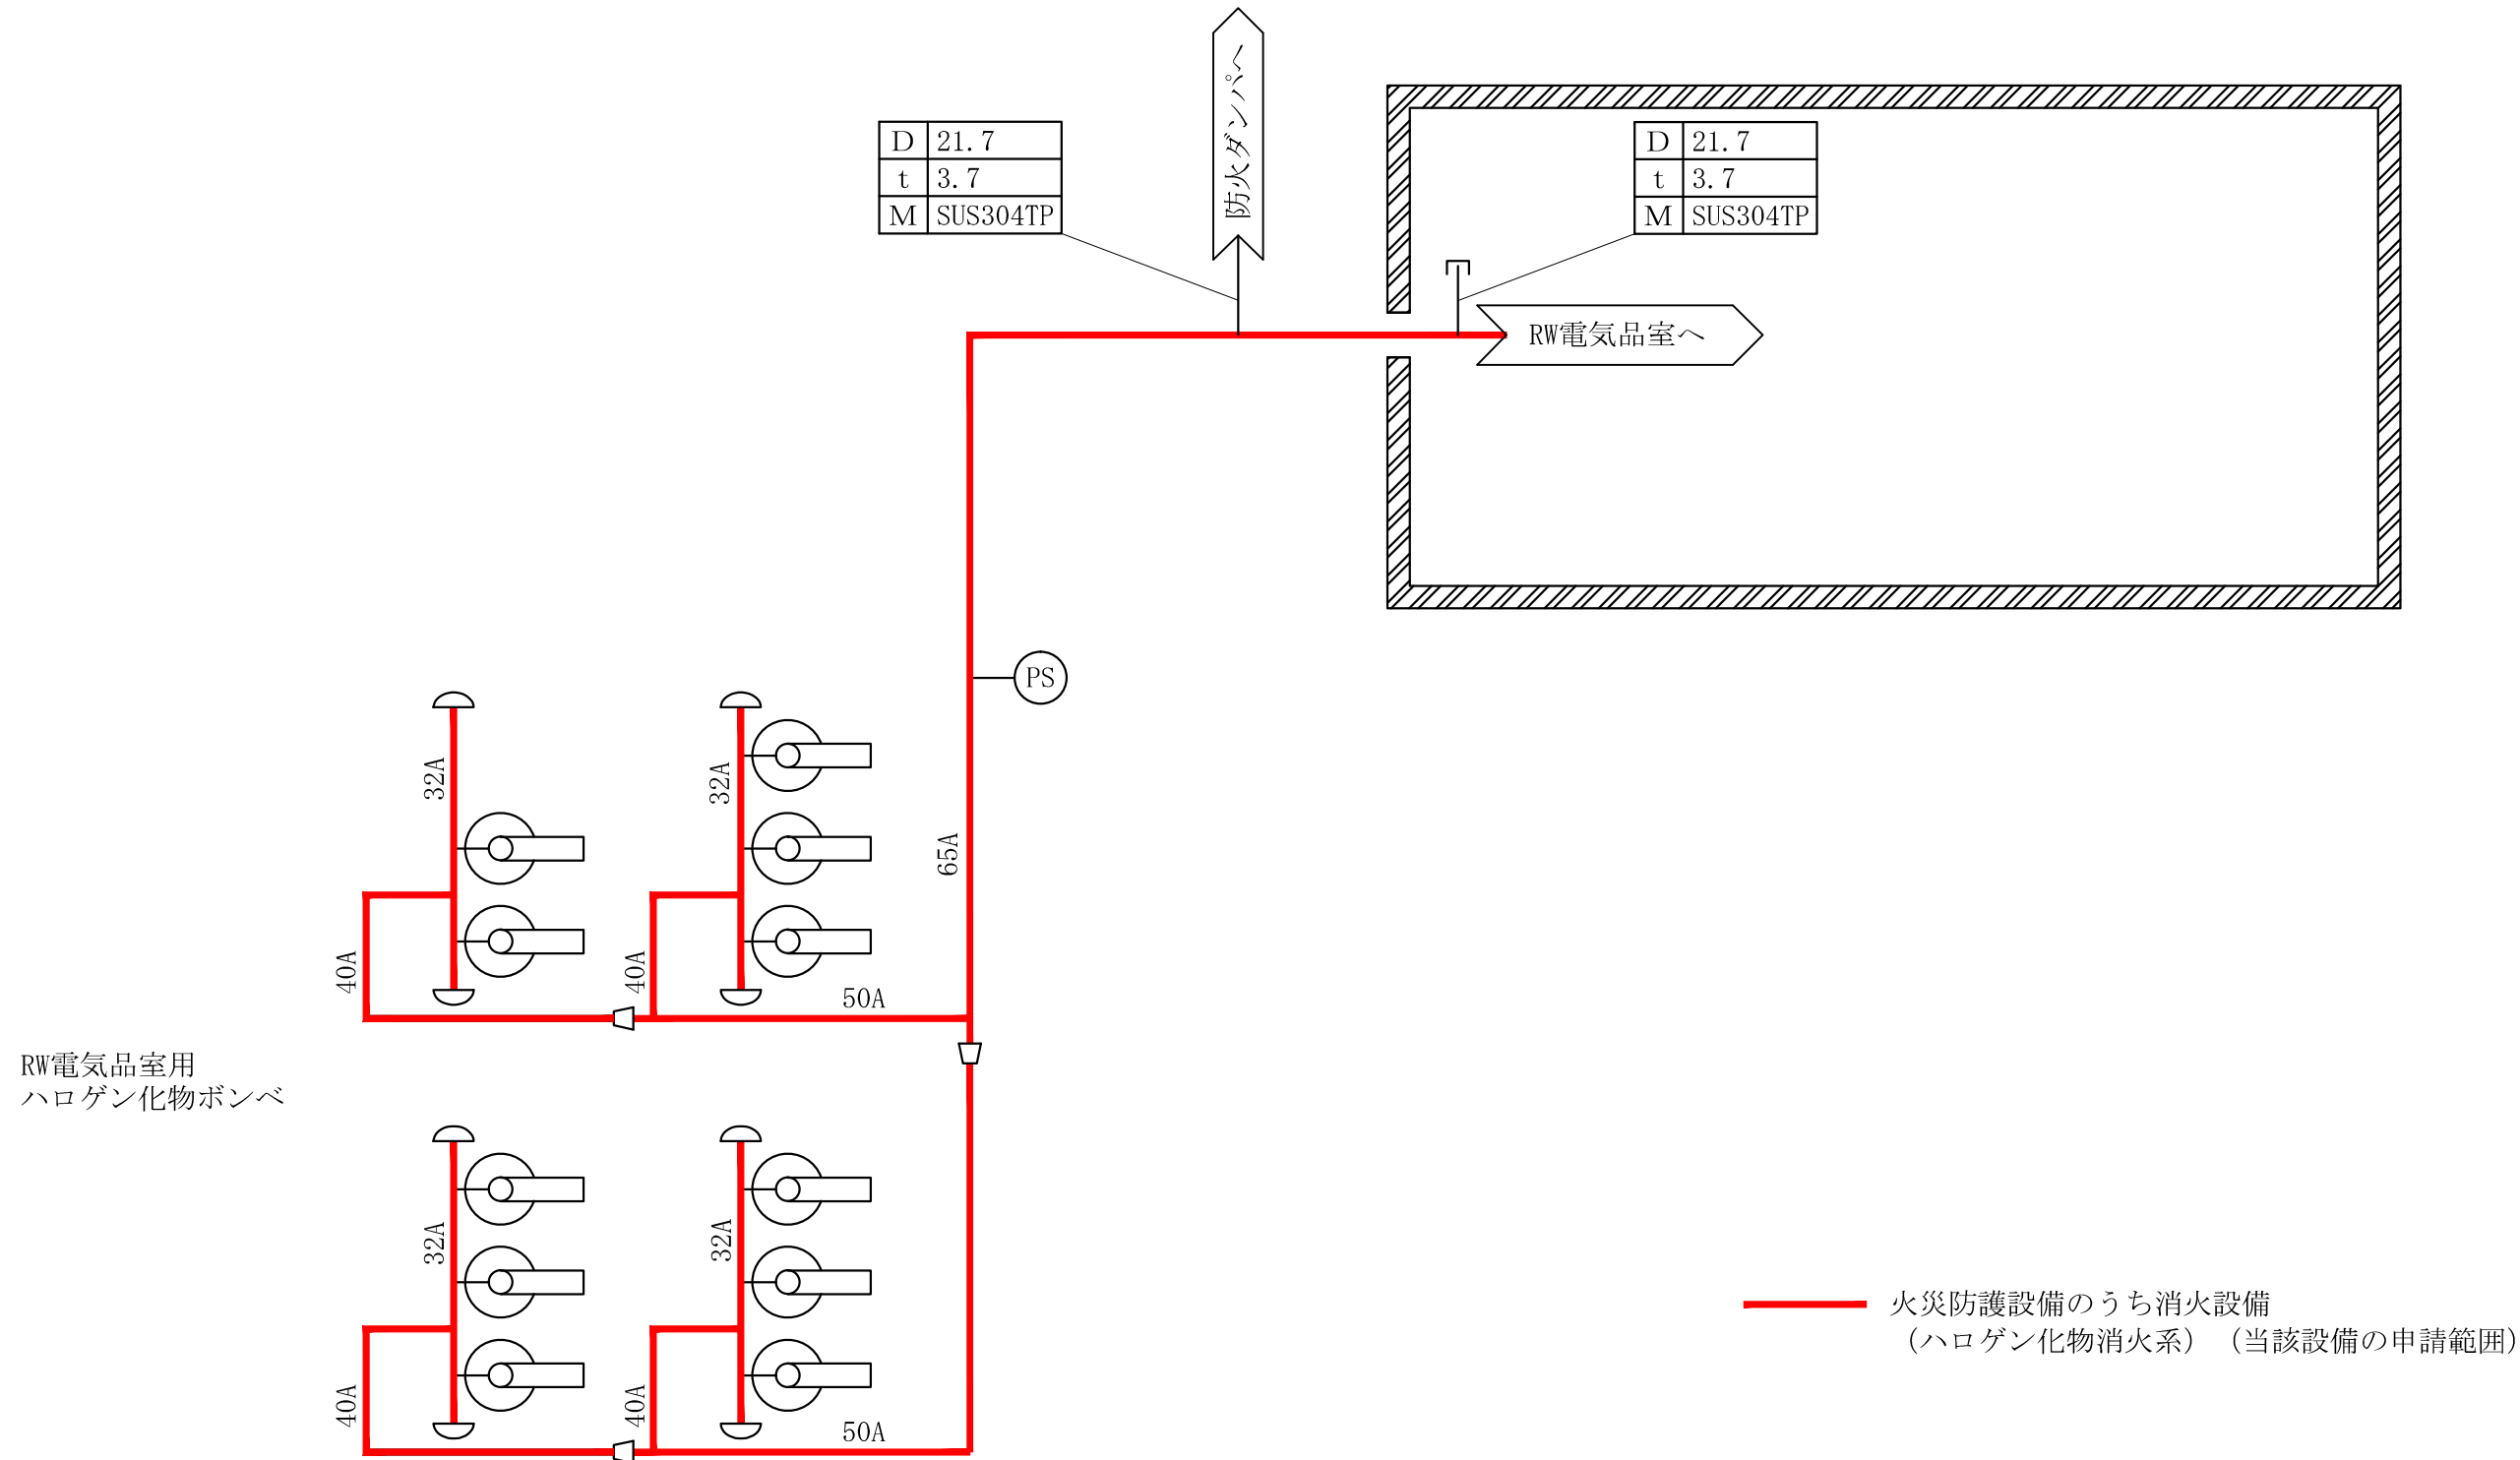 防火ダンパへ
D 21.7
t 3.7
M SUS304TP
D 21.7
t 3.7
M SUS304TP
RW電気品室へ
PS
32A
32A
65A
40A
40A
50A
RW電気品室用
ハロゲン化物ボンベ
32A
32A
40A
40A
50A
火災防護設備のうち消火設備
（ハロゲン化物消火系）（当該設備の申請範囲）